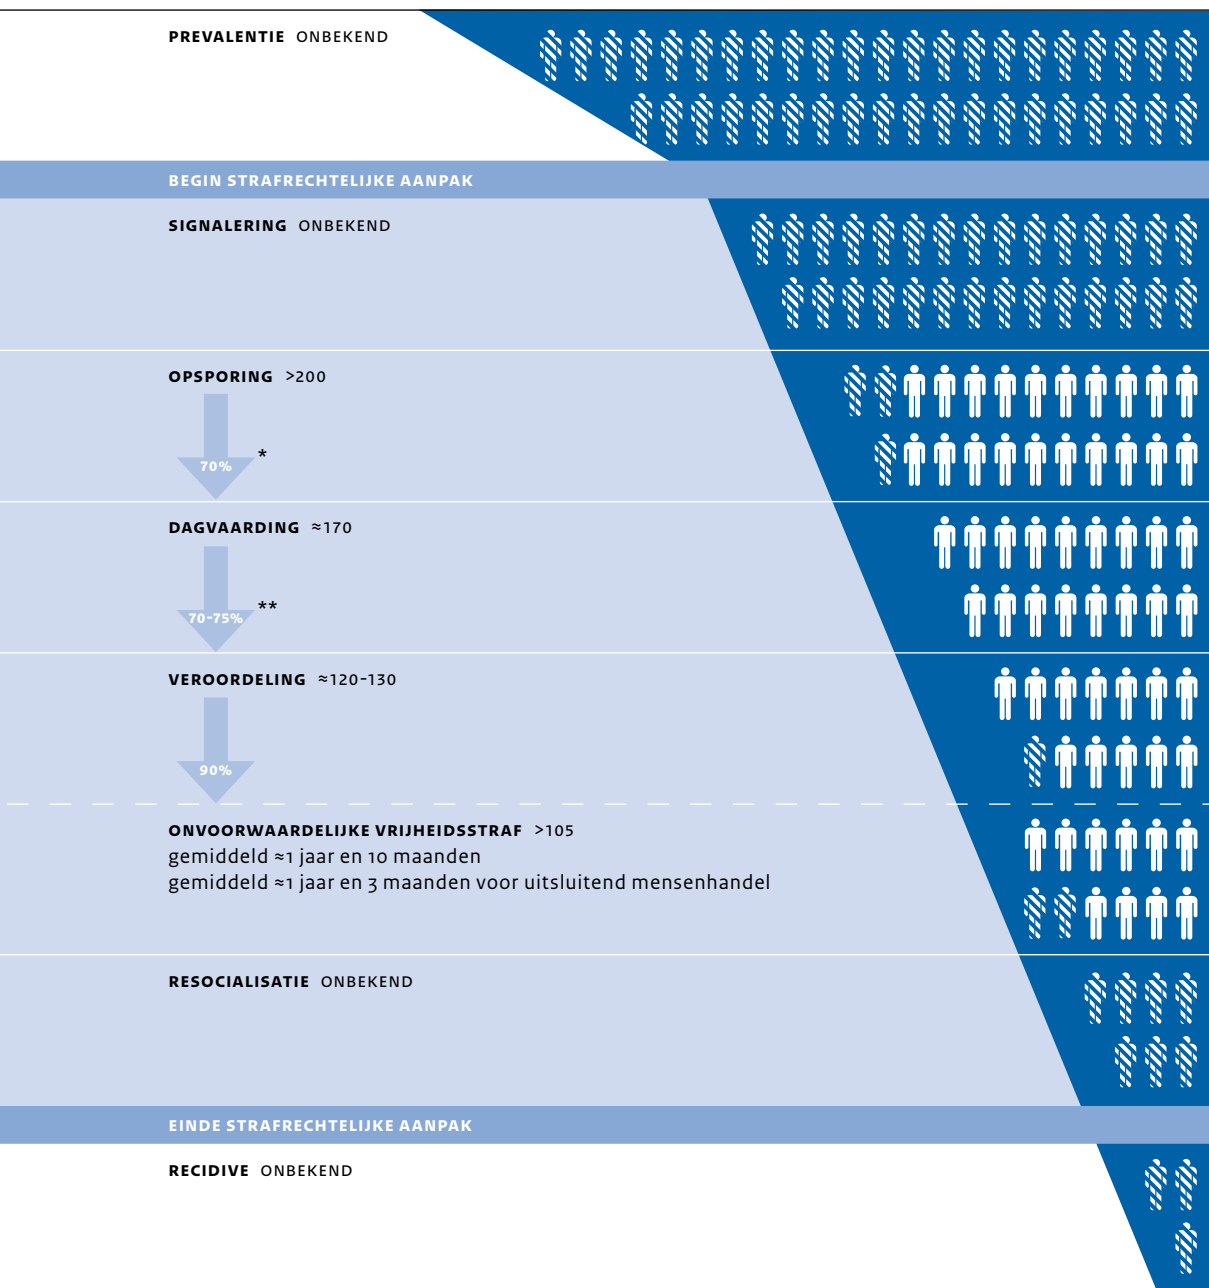 PREVALENTIE ONBEKEND
BEGIN STRAFRECHTELIJKE AANPAK
SIGNALERING ONBEKEND
OPSPORING >200
70% *
DAGVAARDING ≈170
70-75% **
VEROORDELING ≈120-130
90%
ONVOORWAARDELIJKE VRIJHEIDSSTRAF >105
gemiddeld ≈1 jaar en 10 maanden
gemiddeld ≈1 jaar en 3 maanden voor uitsluitend mensenhandel
RESOCIALISATIE ONBEKEND
EINDE STRAFRECHTELIJKE AANPAK
RECIDIVE ONBEKEND